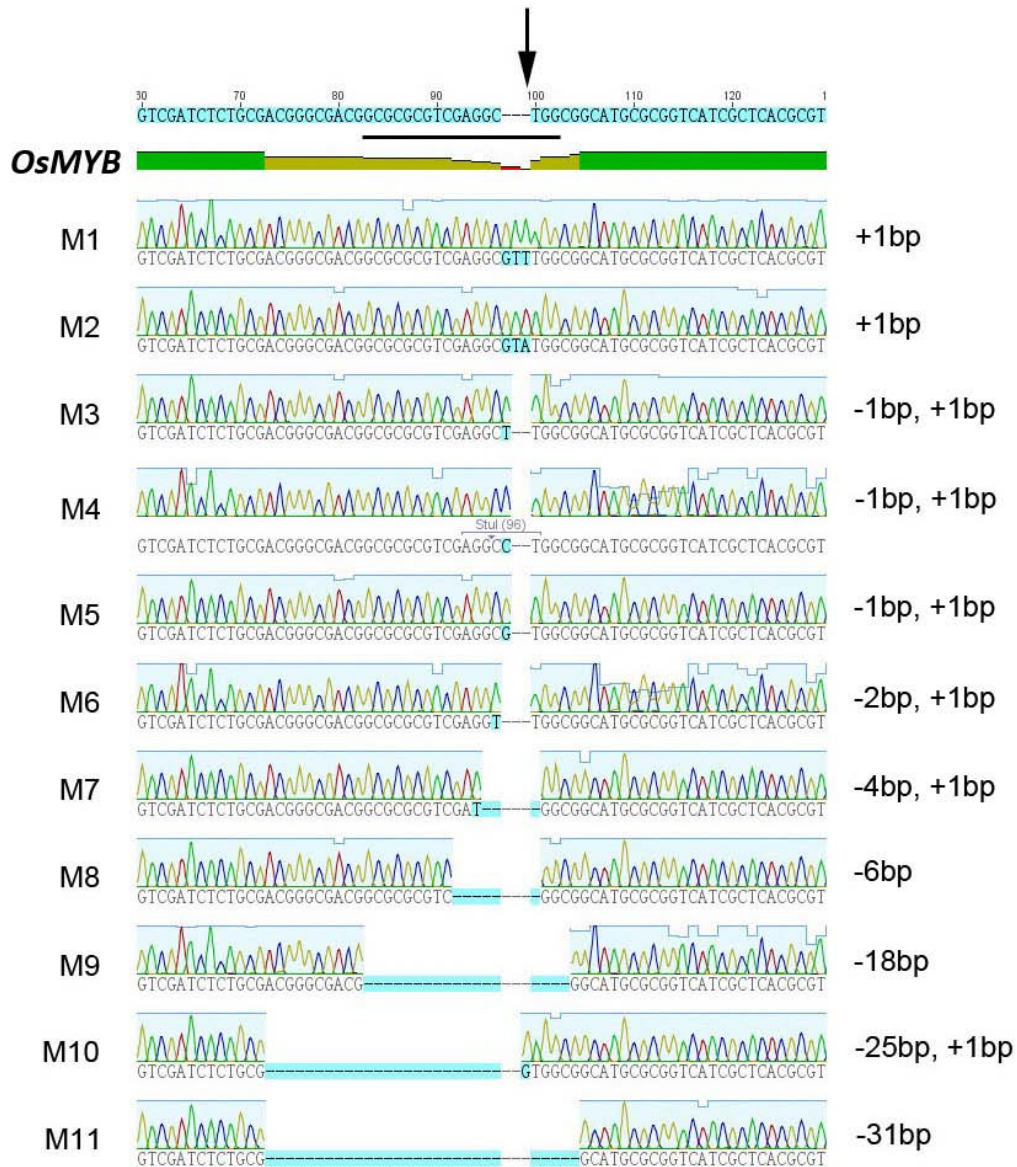 70 80 90 100 110 120 1
GTCGATCTCTGCGACGGGCGACGGCGCGCGTCGAGGC---TGGCGGCATGCGCGGTCATCGCTCACGCGT
OsMYB
M1 +1bp
GTCGATCTCTGCGACGGGCGACGGCGCGCGTCGAGGCGTTTGGCGGCATGCGCGGTCATCGCTCACGCGT
M2 +1bp
GTCGATCTCTGCGACGGGCGACGGCGCGCGTCGAGGCGTATGGCGGCATGCGCGGTCATCGCTCACGCGT
M3 -1bp, +1bp
GTCGATCTCTGCGACGGGCGACGGCGCGCGTCGAGGCT--TGGCGGCATGCGCGGTCATCGCTCACGCGT
M4 -1bp, +1bp
StuI (96)
GTCGATCTCTGCGACGGGCGACGGCGCGCGTCGAGGCC--TGGCGGCATGCGCGGTCATCGCTCACGCGT
M5 -1bp, +1bp
GTCGATCTCTGCGACGGGCGACGGCGCGCGTCGAGGCG--TGGCGGCATGCGCGGTCATCGCTCACGCGT
M6 -2bp, +1bp
GTCGATCTCTGCGACGGGCGACGGCGCGCGTCGAGGT---TGGCGGCATGCGCGGTCATCGCTCACGCGT
M7 -4bp, +1bp
GTCGATCTCTGCGACGGGCGACGGCGCGCGTCGAT------GGCGGCATGCGCGGTCATCGCTCACGCGT
M8 -6bp
GTCGATCTCTGCGACGGGCGACGGCGCGCGTC---------GGCGGCATGCGCGGTCATCGCTCACGCGT
M9 -18bp
GTCGATCTCTGCGACGGGCGACG---------------------GGCATGCGCGGTCATCGCTCACGCGT
M10 -25bp, +1bp
GTCGATCTCTGCG--------------------------GTGGCGGCATGCGCGGTCATCGCTCACGCGT
M11 -31bp
GTCGATCTCTGCG--------------------------------GCATGCGCGGTCATCGCTCACGCGT